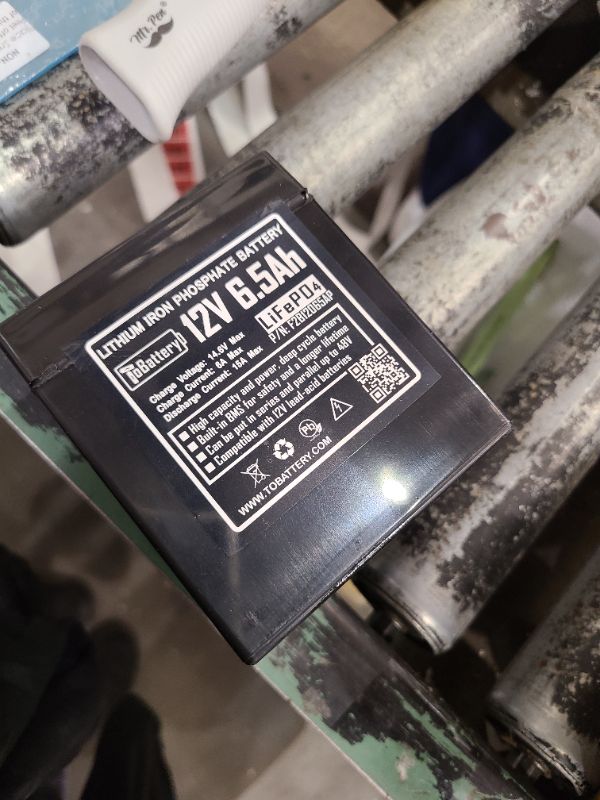 Mr. Pen®
NON
LITHIUM IRON PHOSPHATE BATTERY
ToBattery 12V 6.5Ah
Charge Voltage: 14.6V Max
Charge Current: 6A Max
Discharge Current: 15A Max
LiFePO4
P/N: F2812065AP
High capacity and power, deep cycle battery
Built-in BMS for safety and a longer lifetime
Can be put in series and parallel up to 48V
Compatible with 12V lead-acid batteries
Pb
WWW.TOBATTERY.COM